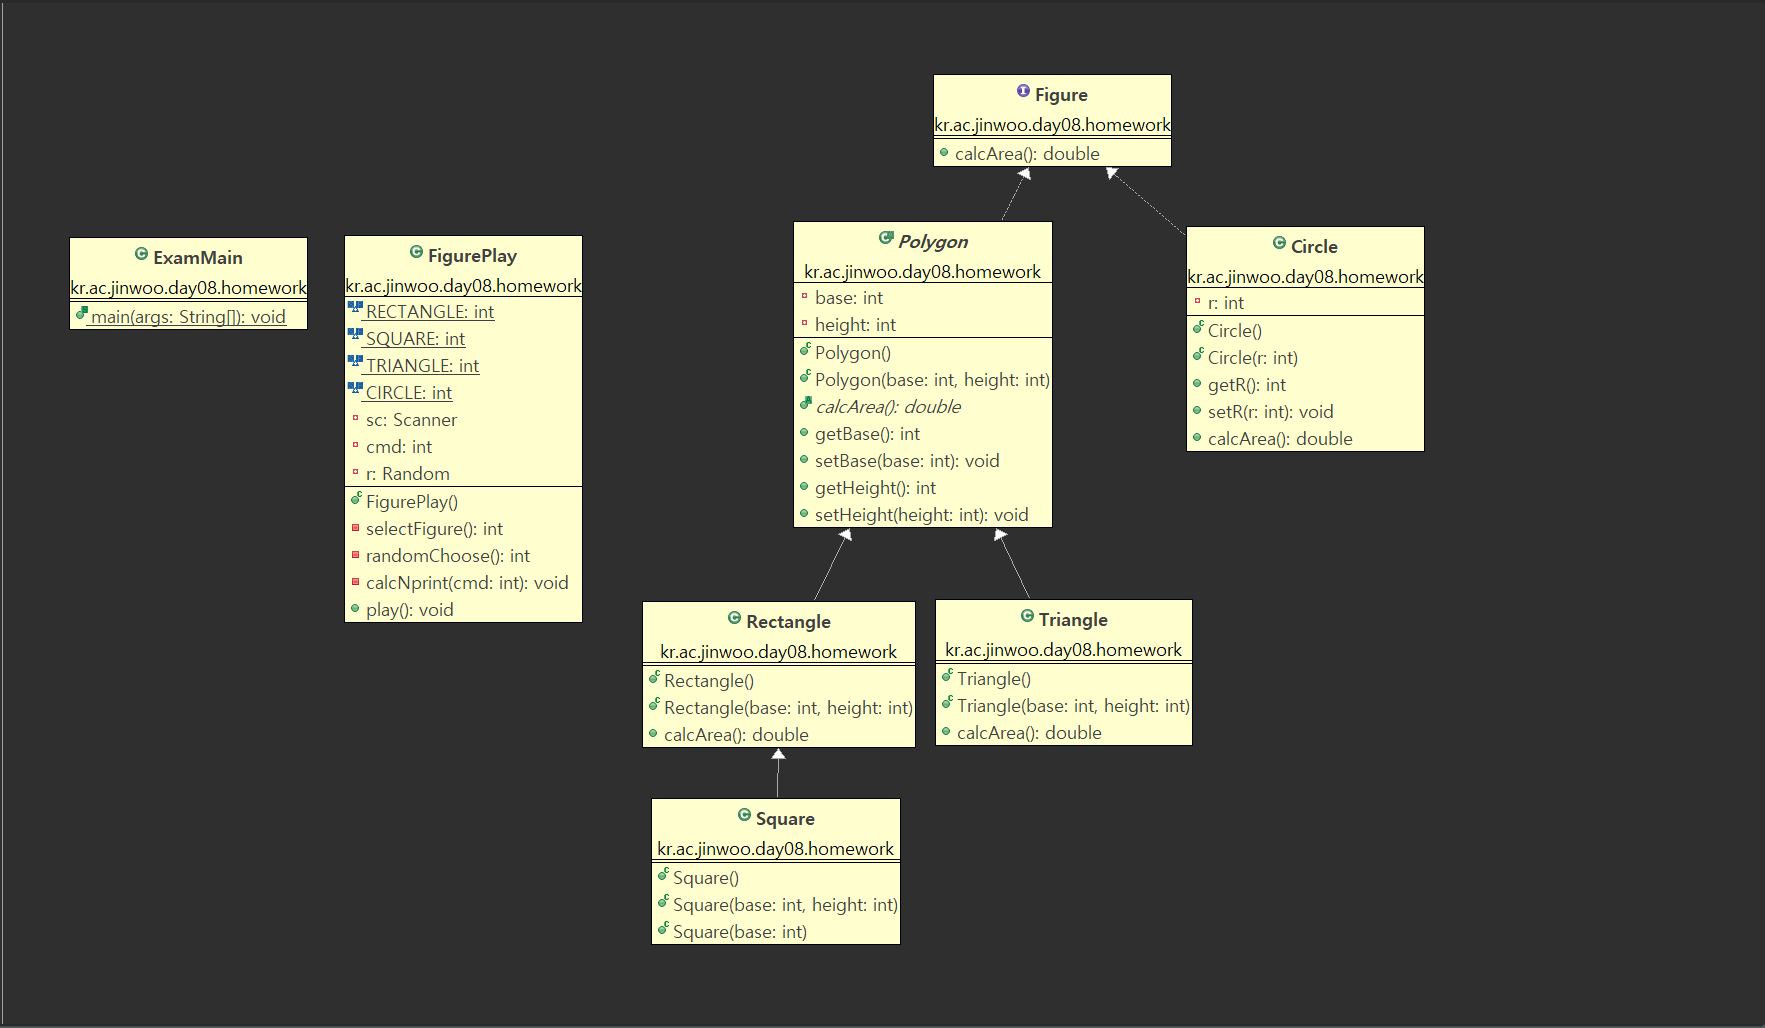 Figure
kr.ac.jinwoo.day08.homework
calcArea(): double
ExamMain
kr.ac.jinwoo.day08.homework
main(args: String[]): void
FigurePlay
kr.ac.jinwoo.day08.homework
RECTANGLE: int
SQUARE: int
TRIANGLE: int
CIRCLE: int
sc: Scanner
cmd: int
r: Random
FigurePlay()
selectFigure(): int
randomChoose(): int
calcNprint(cmd: int): void
play(): void
Polygon
kr.ac.jinwoo.day08.homework
base: int
height: int
Polygon()
Polygon(base: int, height: int)
calcArea(): double
getBase(): int
setBase(base: int): void
getHeight(): int
setHeight(height: int): void
Circle
kr.ac.jinwoo.day08.homework
r: int
Circle()
Circle(r: int)
getR(): int
setR(r: int): void
calcArea(): double
Rectangle
kr.ac.jinwoo.day08.homework
Rectangle()
Rectangle(base: int, height: int)
calcArea(): double
Triangle
kr.ac.jinwoo.day08.homework
Triangle()
Triangle(base: int, height: int)
calcArea(): double
Square
kr.ac.jinwoo.day08.homework
Square()
Square(base: int, height: int)
Square(base: int)